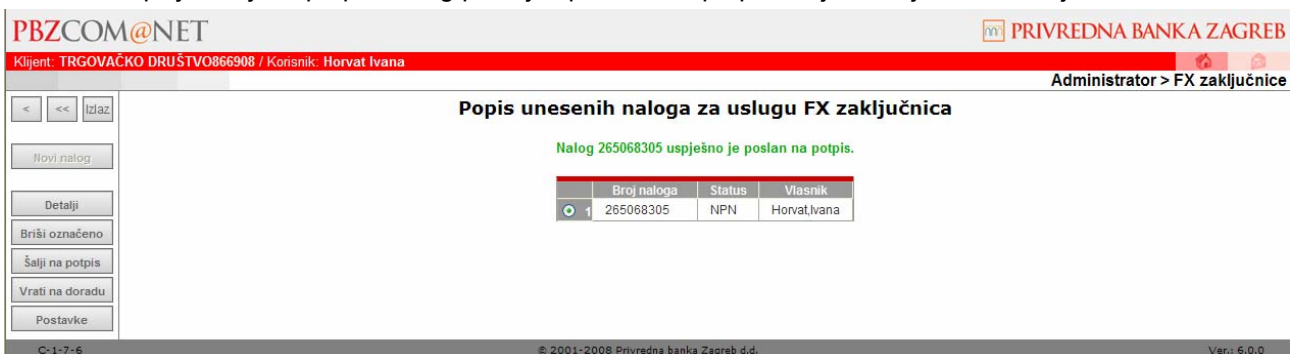 PBZCOM@NET
PRIVREDNA BANKA ZAGREB
Klijent: TRGOVAČKO DRUŠTVO866908 / Korisnik: Horvat Ivana
Administrator > FX zaključnice
< << Izlaz
Popis unesenih naloga za uslugu FX zaključnica
Nalog 265068305 uspješno je poslan na potpis.
Novi nalog
Broj naloga Status Vlasnik
1 265068305 NPN Horvat,Ivana
Detalji
Briši označeno
Šalji na potpis
Vrati na doradu
Postavke
C-1-7-6
© 2001-2008 Privredna banka Zagreb d.d.
Ver.: 6.0.0